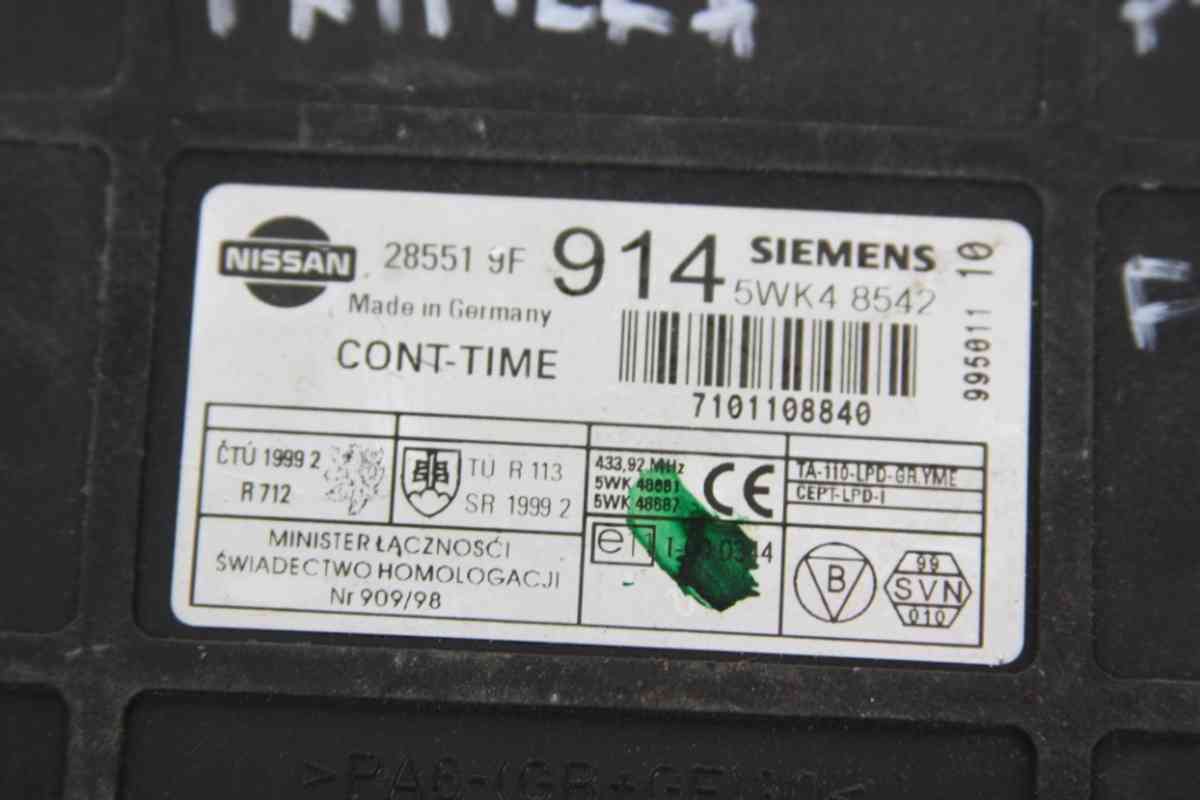 NISSAN
28551 9F 914
SIEMENS
5WK4 8542
Made in Germany
CONT-TIME
7101108840
995011 10
ČTÚ 1999 2
R 712
TÚ R 113
SR 1999 2
433,92 MHz
5WK 48681
5WK 48687
CE
TA-110-LPD-GR.YME
CEPT-LPD-I
MINISTER ŁĄCZNOŚCI
ŚWIADECTWO HOMOLOGACJI
Nr 909/98
e11
B
99
SVN
010